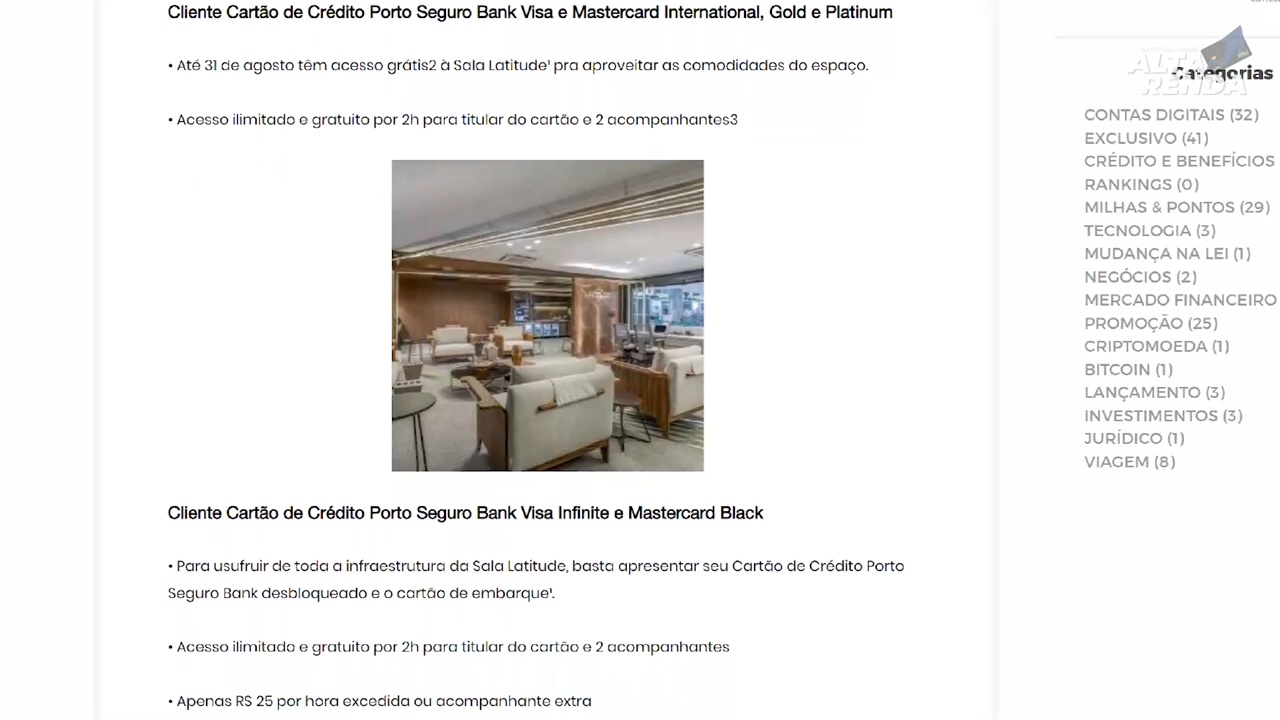 Cliente Cartão de Crédito Porto Seguro Bank Visa e Mastercard International, Gold e Platinum
• Até 31 de agosto têm acesso grátis2 à Sala Latitude¹ pra aproveitar as comodidades do espaço.
• Acesso ilimitado e gratuito por 2h para titular do cartão e 2 acompanhantes3
Cliente Cartão de Crédito Porto Seguro Bank Visa Infinite e Mastercard Black
• Para usufruir de toda a infraestrutura da Sala Latitude, basta apresentar seu Cartão de Crédito Porto
Seguro Bank desbloqueado e o cartão de embarque¹.
• Acesso ilimitado e gratuito por 2h para titular do cartão e 2 acompanhantes
• Apenas R$ 25 por hora excedida ou acompanhante extra
ALTA
RENDA
Categorias
CONTAS DIGITAIS (32)
EXCLUSIVO (41)
CRÉDITO E BENEFÍCIOS
RANKINGS (0)
MILHAS & PONTOS (29)
TECNOLOGIA (3)
MUDANÇA NA LEI (1)
NEGÓCIOS (2)
MERCADO FINANCEIRO
PROMOÇÃO (25)
CRIPTOMOEDA (1)
BITCOIN (1)
LANÇAMENTO (3)
INVESTIMENTOS (3)
JURÍDICO (1)
VIAGEM (8)